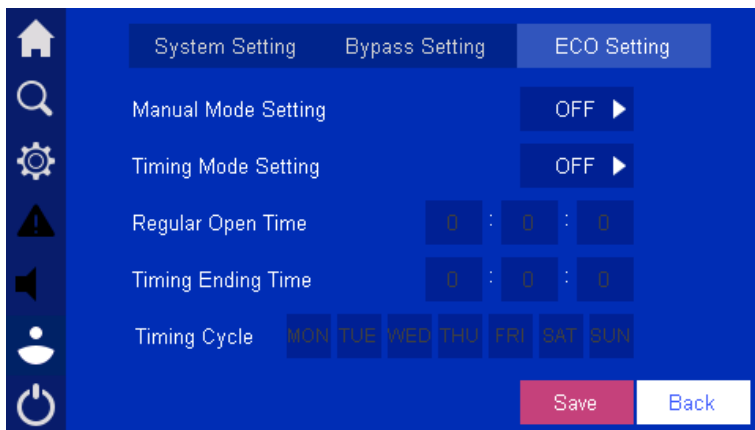 System Setting Bypass Setting ECO Setting
Manual Mode Setting OFF
Timing Mode Setting OFF
Regular Open Time 0 : 0 : 0
Timing Ending Time 0 : 0 : 0
Timing Cycle MON TUE WED THU FRI SAT SUN
Save Back